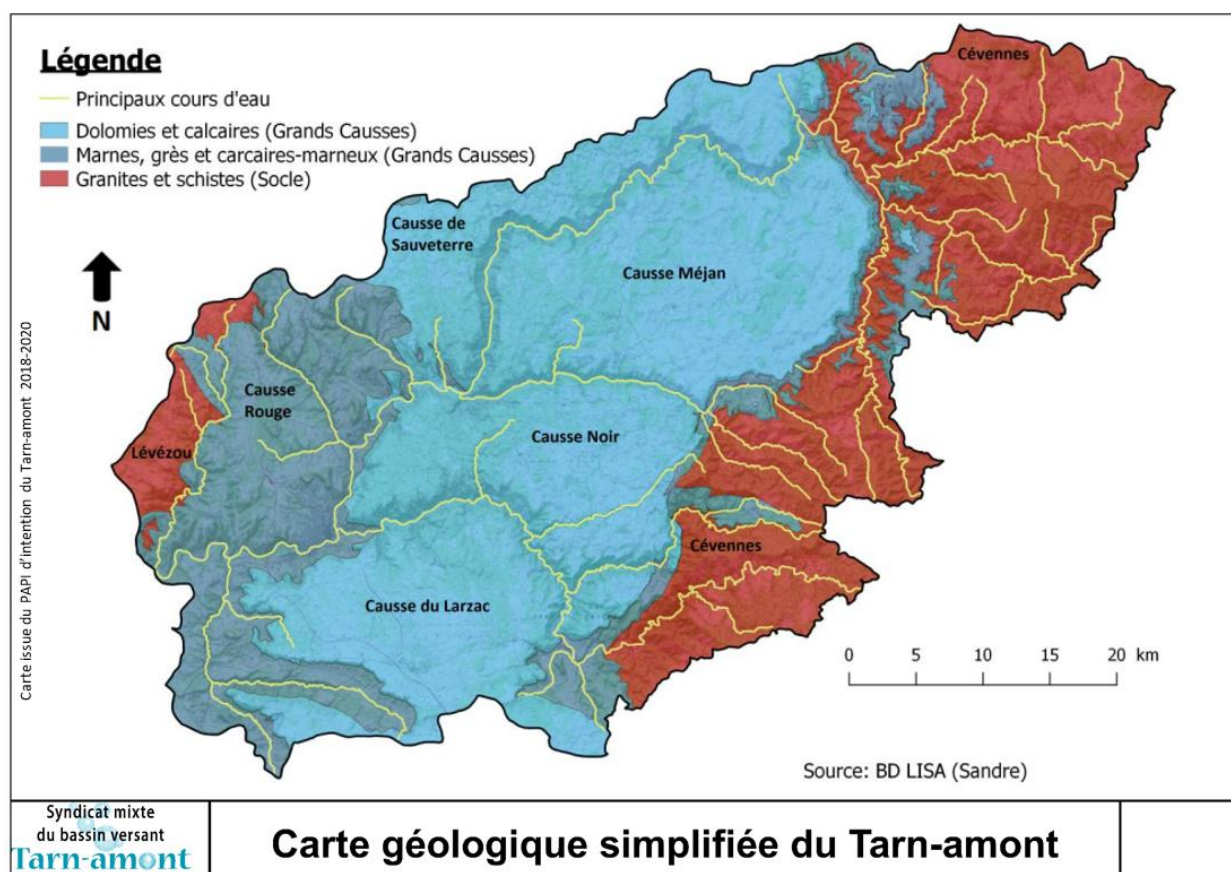 Légende
Principaux cours d'eau
Dolomies et calcaires (Grands Causses)
Marnes, grès et carcaires-marneux (Grands Causses)
Granites et schistes (Socle)
Cévennes
Causse de
Sauveterre
Causse Méjan
N
Causse
Rouge
Lévézou
Causse Noir
Cévennes
Causse du Larzac
0 5 10 15 20 km
Carte issue du PAPI d'intention du Tarn-amont 2018-2020
Source: BD LISA (Sandre)
Syndicat mixte
du bassin versant
Tarn-amont
Carte géologique simplifiée du Tarn-amont